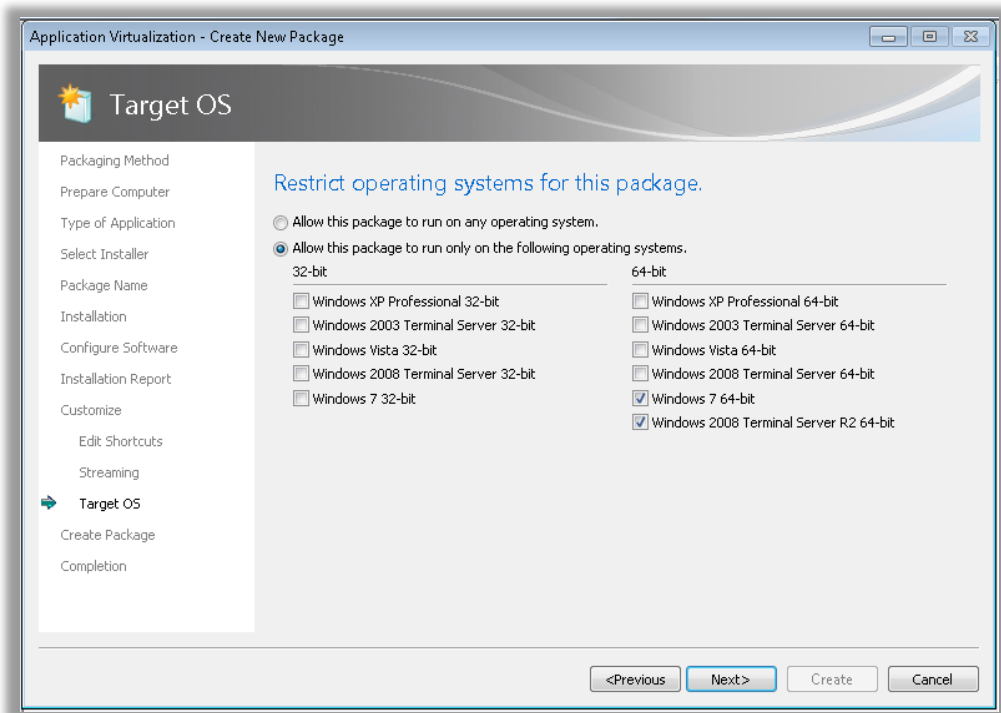 Application Virtualization - Create New Package
Target OS
Packaging Method
Prepare Computer
Type of Application
Select Installer
Package Name
Installation
Configure Software
Installation Report
Customize
Edit Shortcuts
Streaming
Target OS
Create Package
Completion
Restrict operating systems for this package.
Allow this package to run on any operating system.
Allow this package to run only on the following operating systems.
32-bit
Windows XP Professional 32-bit
Windows 2003 Terminal Server 32-bit
Windows Vista 32-bit
Windows 2008 Terminal Server 32-bit
Windows 7 32-bit
64-bit
Windows XP Professional 64-bit
Windows 2003 Terminal Server 64-bit
Windows Vista 64-bit
Windows 2008 Terminal Server 64-bit
Windows 7 64-bit
Windows 2008 Terminal Server R2 64-bit
<Previous
Next>
Create
Cancel